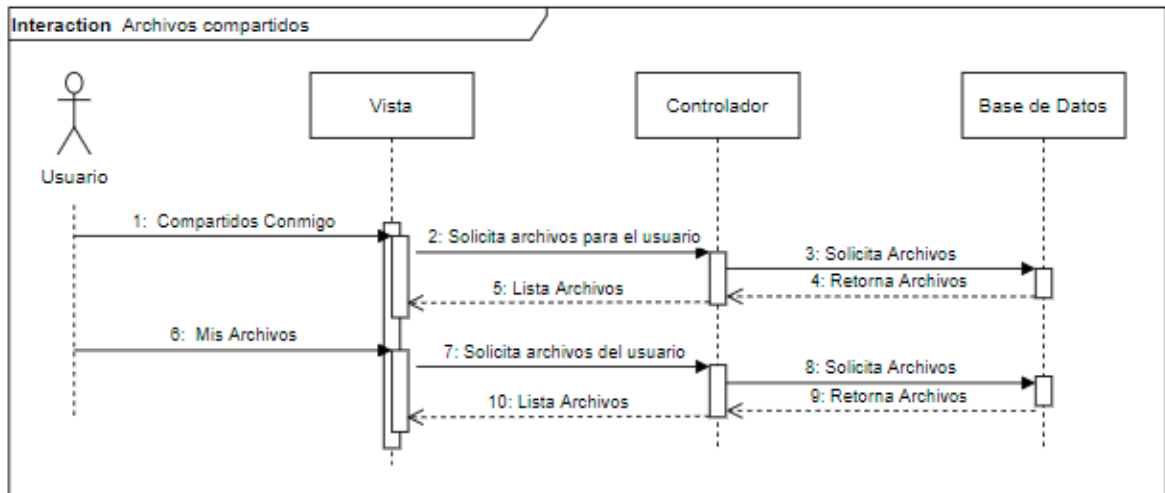 Interaction Archivos compartidos
Usuario
Vista
Controlador
Base de Datos
1: Compartidos Conmigo
2: Solicita archivos para el usuario
3: Solicita Archivos
4: Retorna Archivos
5: Lista Archivos
6: Mis Archivos
7: Solicita archivos del usuario
8: Solicita Archivos
9: Retorna Archivos
10: Lista Archivos